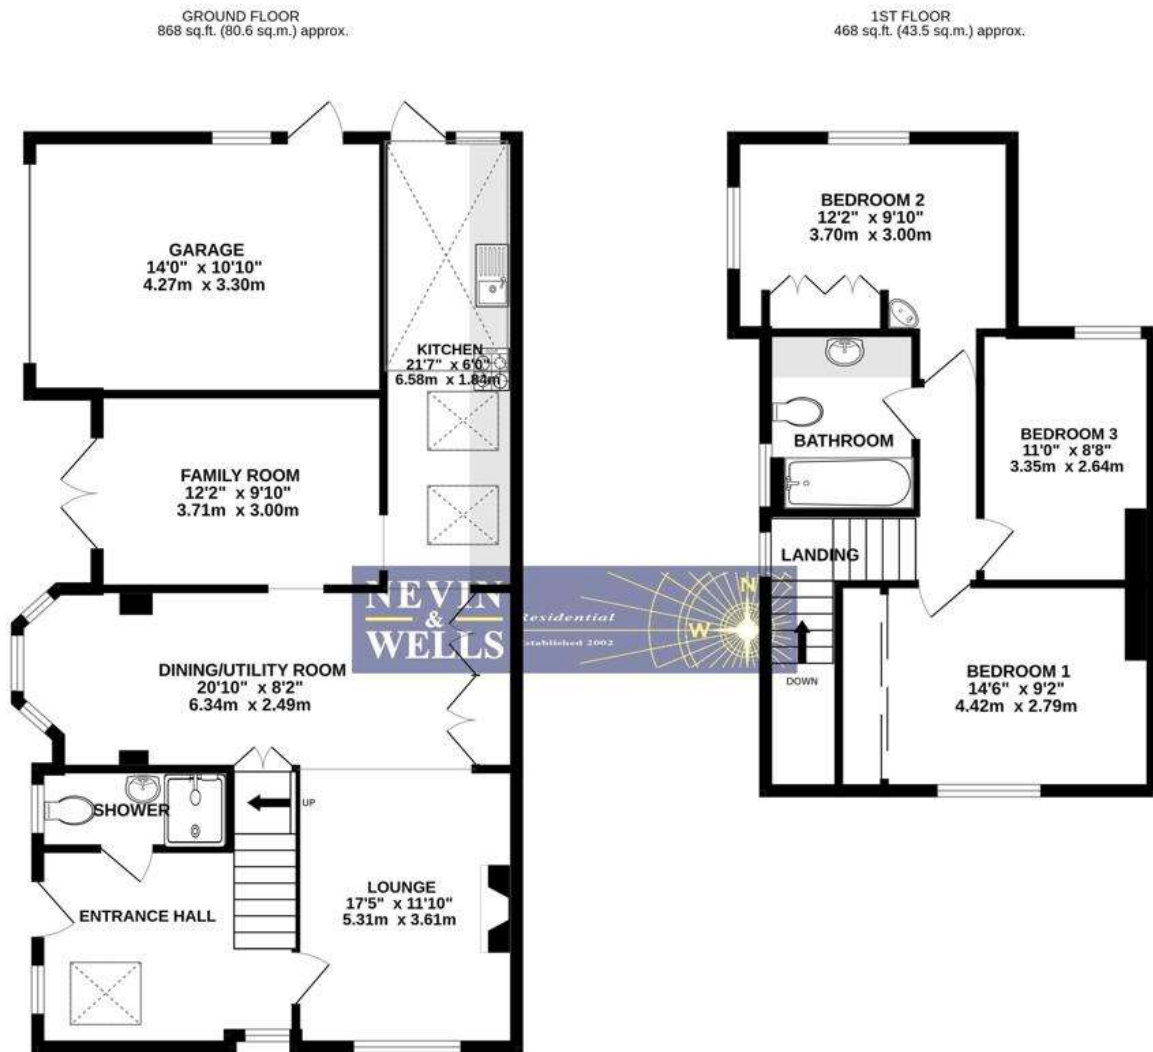 GROUND FLOOR
868 sq.ft. (80.6 sq.m.) approx.
1ST FLOOR
468 sq.ft. (43.5 sq.m.) approx.
GARAGE
14'0" x 10'10"
4.27m x 3.30m
KITCHEN
21'7" x 6'0"
6.58m x 1.84m
FAMILY ROOM
12'2" x 9'10"
3.71m x 3.00m
DINING/UTILITY ROOM
20'10" x 8'2"
6.34m x 2.49m
SHOWER
UP
ENTRANCE HALL
LOUNGE
17'5" x 11'10"
5.31m x 3.61m
BEDROOM 2
12'2" x 9'10"
3.70m x 3.00m
BATHROOM
BEDROOM 3
11'0" x 8'8"
3.35m x 2.64m
LANDING
DOWN
BEDROOM 1
14'6" x 9'2"
4.42m x 2.79m
NEVIN
&
WELLS
Residential
Established 2002
N
W